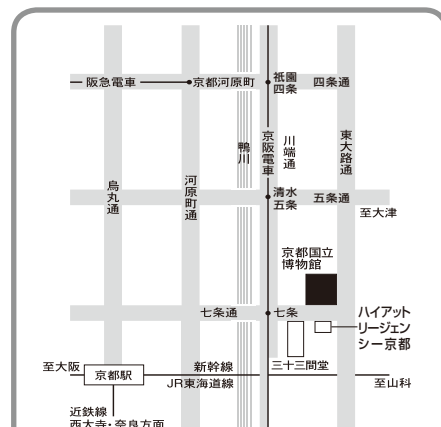 阪急電車
京都河原町
祇園
四条
四条通
鴨川
京阪電車
川端通
東大路通
烏丸通
河原町通
清水
五条
五条通
至大津
京都国立
博物館
七条通
七条
ハイアット
リージェン
シー京都
三十三間堂
至大阪
京都駅
新幹線
JR東海道線
至山科
近鉄線
西大寺・奈良方面